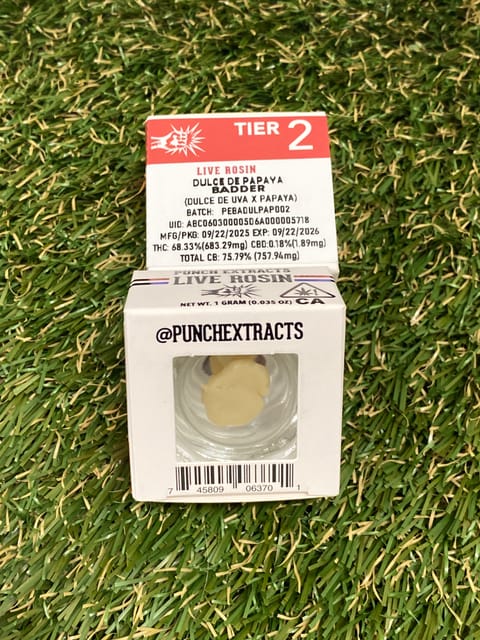 TIER 2
LIVE ROSIN
DULCE DE PAPAYA
BADDER
(DULCE DE UVA X PAPAYA)
BATCH: PEBADULPAP002
UID: ABC06030000506A000005718
MFG/PKG: 09/22/2025 EXP: 09/22/2026
THC: 68.33%(683.29mg) CBD:0.18%(1.89mg)
TOTAL CB: 75.79% (757.94mg)
PUNCH EXTRACTS
LIVE ROSIN
NET WT. 1 GRAM (0.035 OZ)
CA
@PUNCHEXTRACTS
7 45809 06370 1